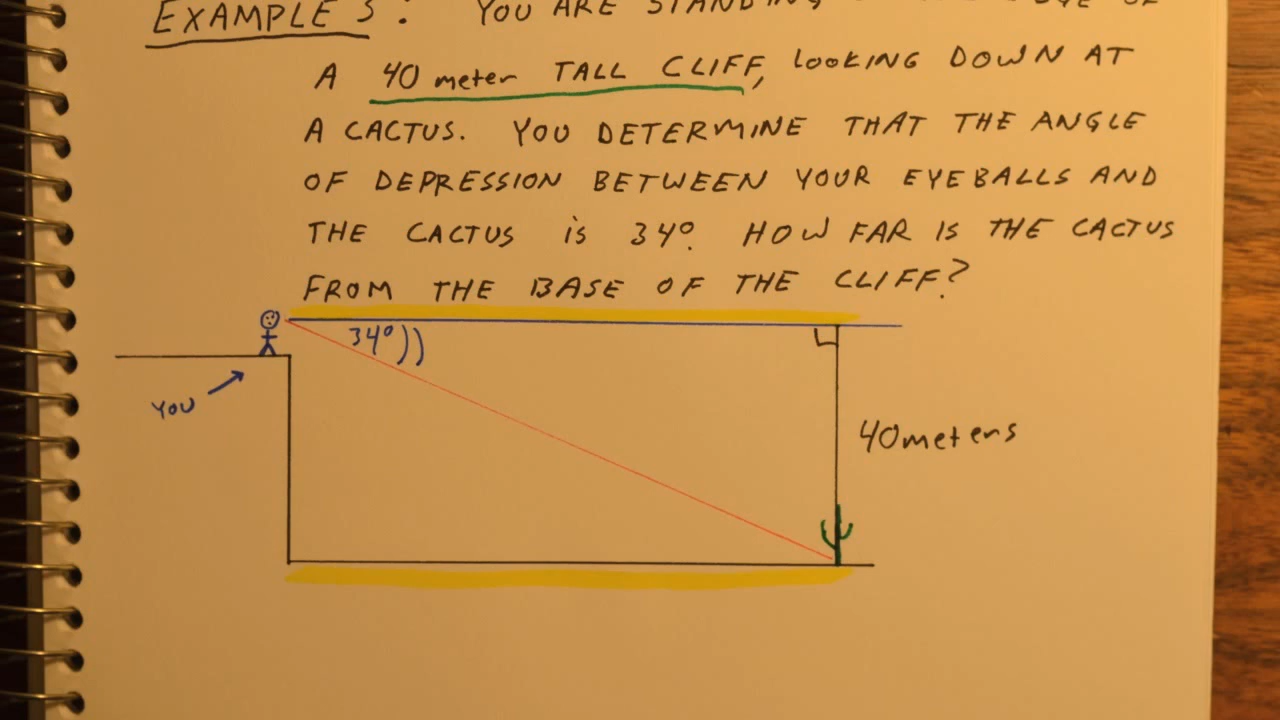 EXAMPLE 3: YOU ARE STANDING
A 40 meter TALL CLIFF, LOOKING DOWN AT
A CACTUS. YOU DETERMINE THAT THE ANGLE
OF DEPRESSION BETWEEN YOUR EYEBALLS AND
THE CACTUS is 34°. HOW FAR IS THE CACTUS
FROM THE BASE OF THE CLIFF?
34°
YOU
40 meters